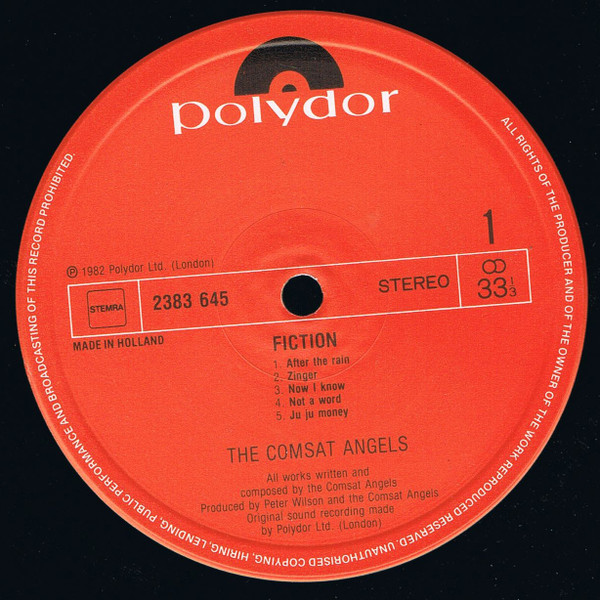 polydor
1
℗ 1982 Polydor Ltd. (London)
STEMRA
2383 645
STEREO
33 1/3
MADE IN HOLLAND
FICTION
1. After the rain
2. Zinger
3. Now I know
4. Not a word
5. Ju ju money
THE COMSAT ANGELS
All works written and
composed by the Comsat Angels
Produced by Peter Wilson and the Comsat Angels
Original sound recording made
by Polydor Ltd. (London)
ALL RIGHTS OF THE PRODUCER AND OF THE OWNER OF THE WORK REPRODUCED RESERVED. UNAUTHORISED COPYING, HIRING, LENDING, PUBLIC PERFORMANCE AND BROADCASTING OF THIS RECORD PROHIBITED.